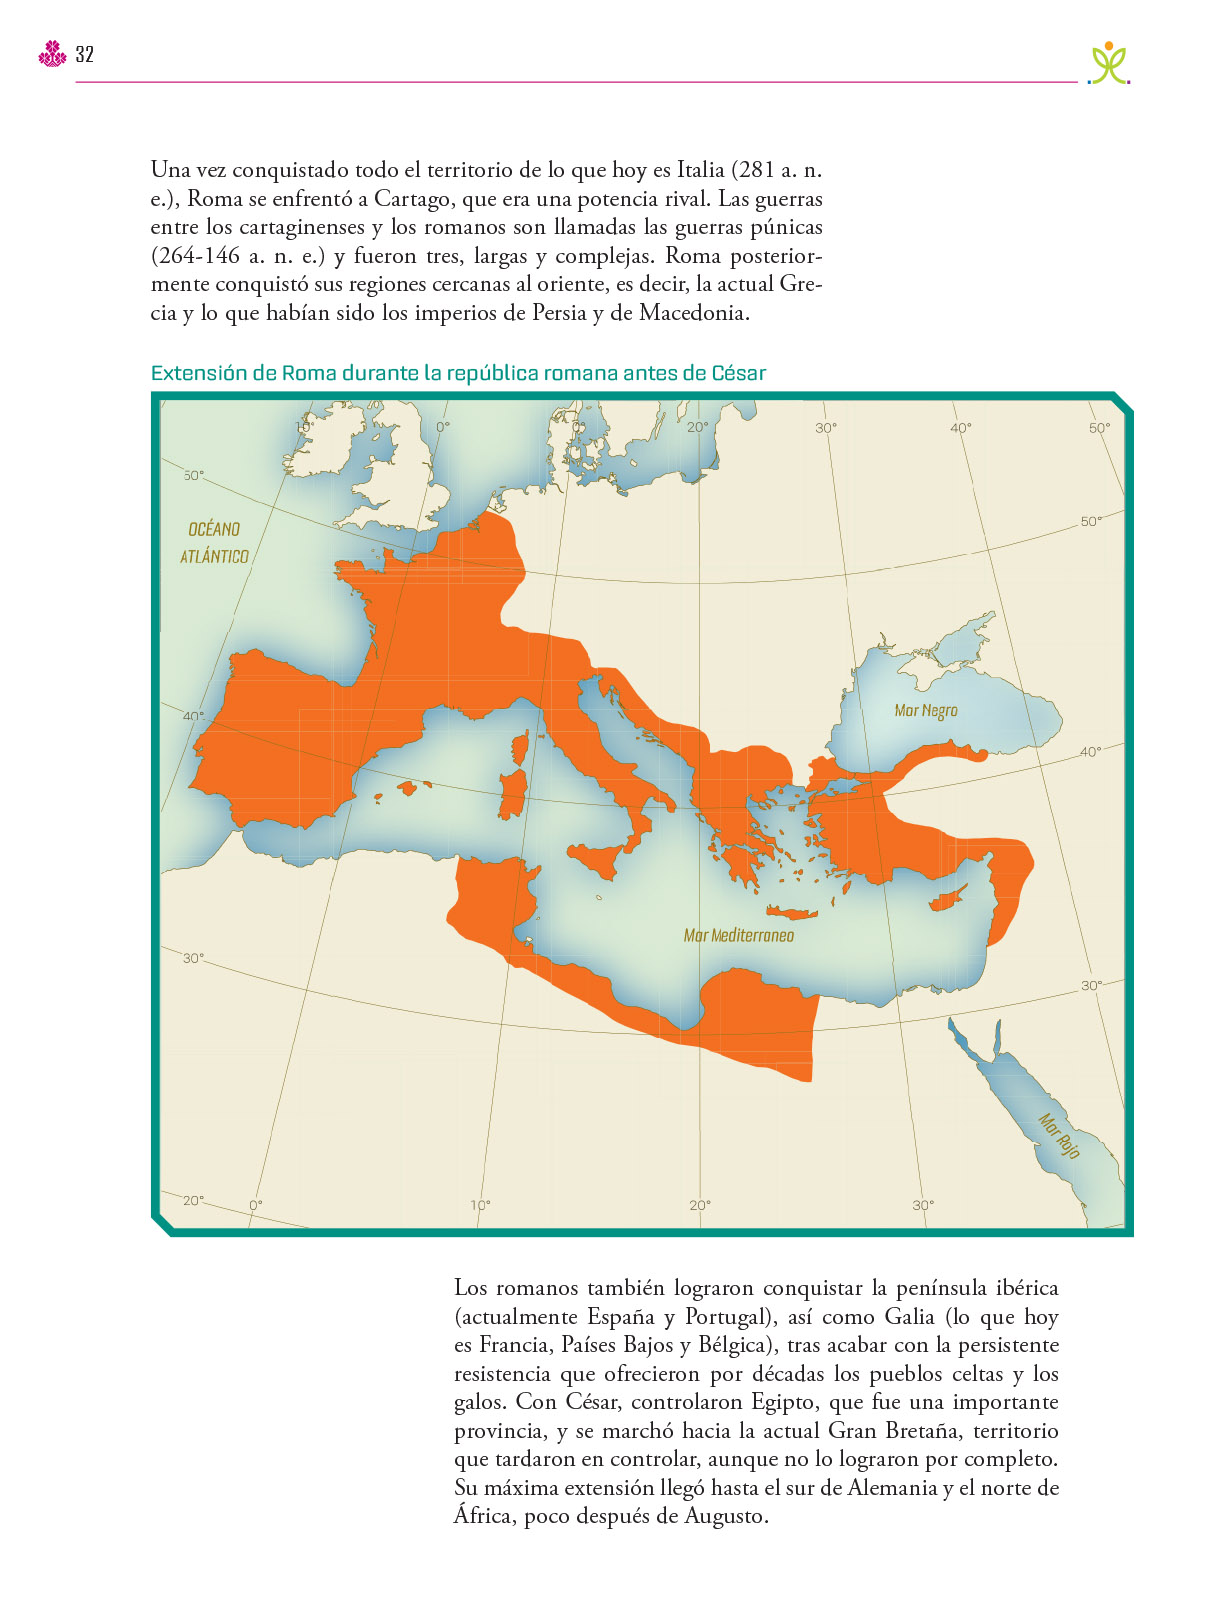 32
Una vez conquistado todo el territorio de lo que hoy es Italia (281 a. n.
e.), Roma se enfrentó a Cartago, que era una potencia rival. Las guerras
entre los cartaginenses y los romanos son llamadas las guerras púnicas
(264-146 a. n. e.) y fueron tres, largas y complejas. Roma posterior-
mente conquistó sus regiones cercanas al oriente, es decir, la actual Gre-
cia y lo que habían sido los imperios de Persia y de Macedonia.
Extensión de Roma durante la república romana antes de César
10° 0° 20° 30° 40° 50°
50°
50°
OCÉANO
ATLÁNTICO
Mar Negro
40°
40°
Mar Mediterraneo
30°
30°
Mar Rojo
20° 0° 10° 20° 30°
Los romanos también lograron conquistar la península ibérica
(actualmente España y Portugal), así como Galia (lo que hoy
es Francia, Países Bajos y Bélgica), tras acabar con la persistente
resistencia que ofrecieron por décadas los pueblos celtas y los
galos. Con César, controlaron Egipto, que fue una importante
provincia, y se marchó hacia la actual Gran Bretaña, territorio
que tardaron en controlar, aunque no lo lograron por completo.
Su máxima extensión llegó hasta el sur de Alemania y el norte de
África, poco después de Augusto.